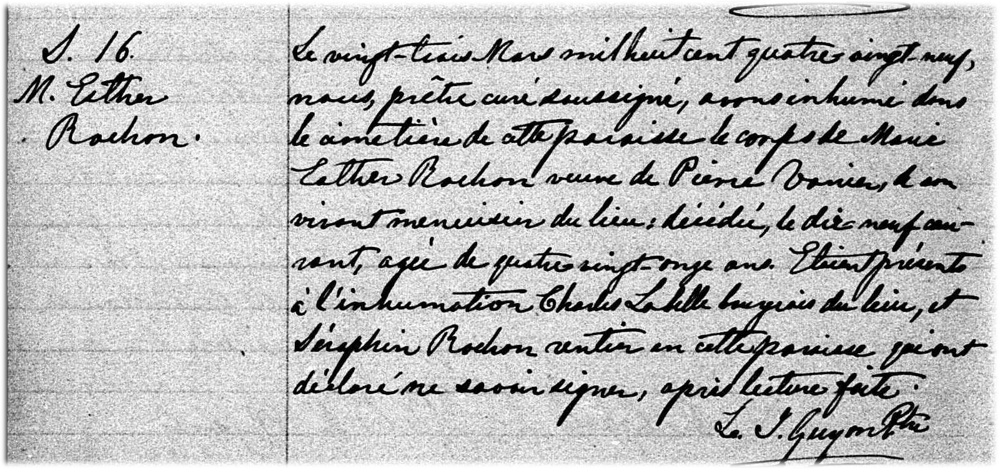 S. 16.
M. Esther
Rochon.
Le vingt-trois Mars mil huit cent quatre vingt-neuf,
nous, prêtre curé soussigné, avons inhumé dans
le cimetière de cette paroisse le corps de Marie
Esther Rochon veuve de Pierre Vanier, de son
vivant menuisier du lieu: décédée, le dix-neuf cou-
rant, agée de quatre vingt-onze ans. Etaient présents
à l'inhumation Charles Labelle bourgeois du lieu, et
Séraphin Rochon rentier en cette paroisse qui ont
déclaré ne savoir signer, après lecture faite.
Le. J. Guyon Ptre